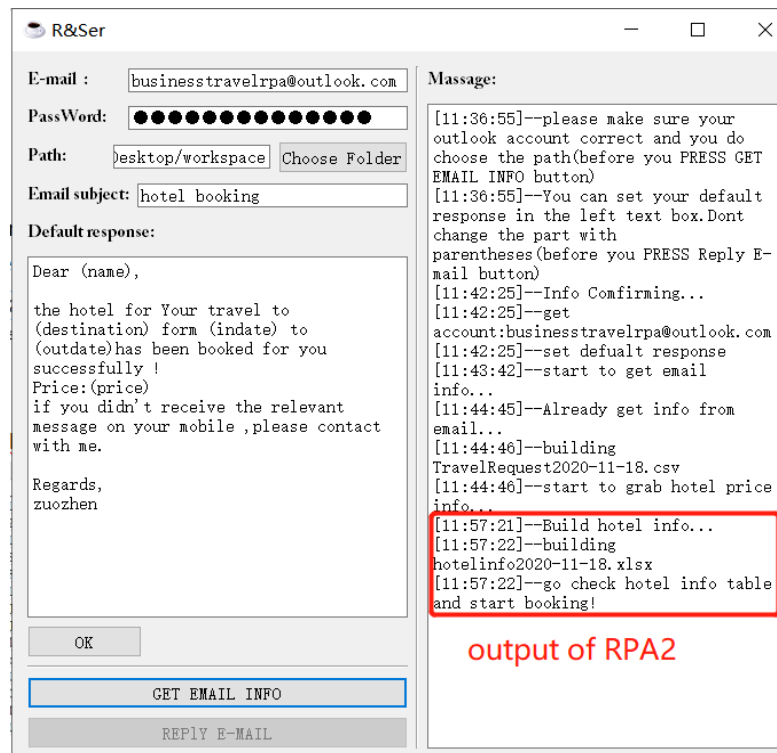 R&Ser
E-mail :
businesstravelrpa@outlook.com
PassWord:
●●●●●●●●●●●●●●
Path:
Desktop/workspace
Choose Folder
Email subject:
hotel booking
Default response:
Dear (name),
the hotel for Your travel to
(destination) form (indate) to
(outdate)has been booked for you
successfully !
Price:(price)
if you didn't receive the relevant
message on your mobile ,please contact
with me.
Regards,
zuozhen
OK
GET EMAIL INFO
REPlY E-MAIL
Massage:
[11:36:55]--please make sure your
outlook account correct and you do
choose the path(before you PRESS GET
EMAIL INFO button)
[11:36:55]--You can set your default
response in the left text box.Dont
change the part with
parentheses(before you PRESS Reply E-
mail button)
[11:42:25]--Info Comfirming...
[11:42:25]--get
account:businesstravelrpa@outlook.com
[11:42:25]--set defualt response
[11:43:42]--start to get email
info...
[11:44:45]--Already get info from
email...
[11:44:46]--building
TravelRequest2020-11-18.csv
[11:44:46]--start to grab hotel price
info...
[11:57:21]--Build hotel info...
[11:57:22]--building
hotelinfo2020-11-18.xlsx
[11:57:22]--go check hotel info table
and start booking!
output of RPA2